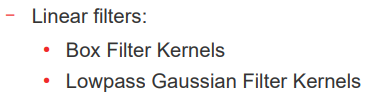 – Linear filters:
• Box Filter Kernels
• Lowpass Gaussian Filter Kernels